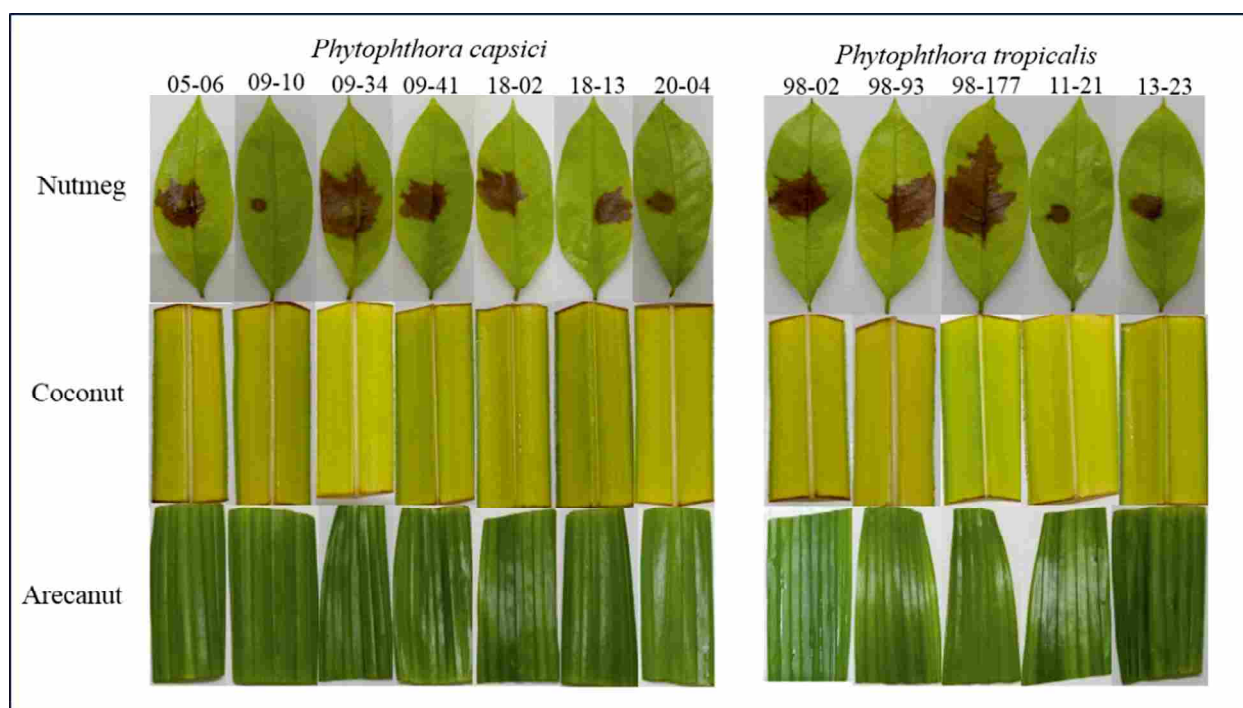 Phytophthora capsici
Phytophthora tropicalis
05-06 09-10 09-34 09-41 18-02 18-13 20-04
98-02 98-93 98-177 11-21 13-23
Nutmeg
Coconut
Arecanut